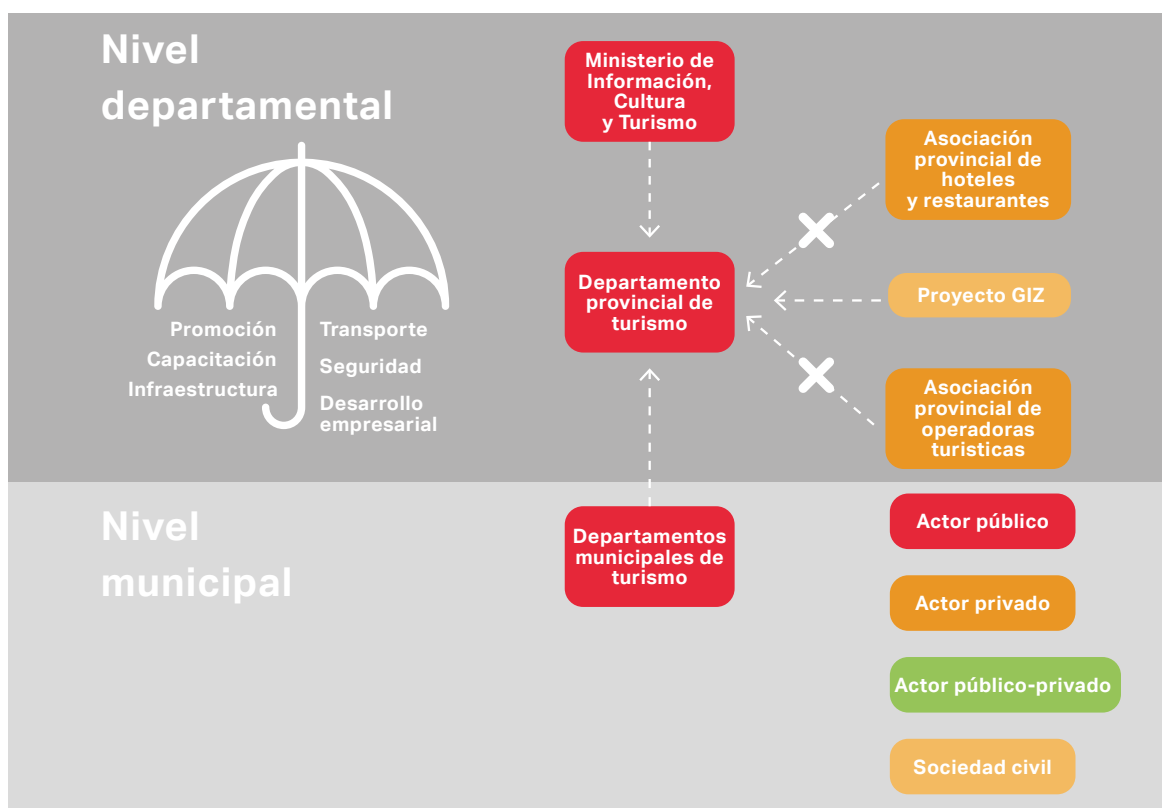 Nivel
departamental
Promoción
Capacitación
Infraestructura
Transporte
Seguridad
Desarrollo
empresarial
Ministerio de
Información,
Cultura
y Turismo
Departamento
provincial de
turismo
Asociación
provincial de
hoteles
y restaurantes
Proyecto GIZ
Asociación
provincial de
operadoras
turisticas
Nivel
municipal
Departamentos
municipales de
turismo
Actor público
Actor privado
Actor público-privado
Sociedad civil